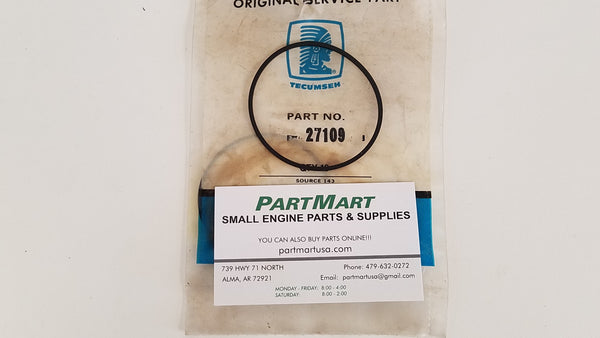 ORIGINAL SERVICE PART
TECUMSEH
PART NO.
27109
SOURCE 143
PARTMART
SMALL ENGINE PARTS & SUPPLIES
YOU CAN ALSO BUY PARTS ONLINE!!!
partmartusa.com
739 HWY 71 NORTH
Phone: 479-632-0272
ALMA, AR 72921
Email: partmartusa@gmail.com
MONDAY - FRIDAY: 8:00 - 4:00
SATURDAY: 8:00 - 2:00